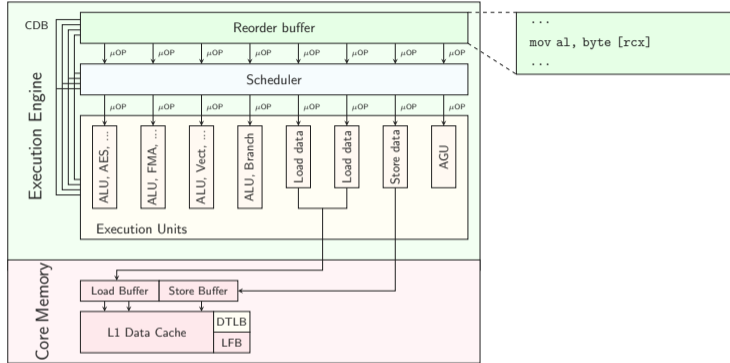 CDB
Reorder buffer
...
mov al, byte [rcx]
...
μOP μOP μOP μOP μOP μOP μOP μOP
Execution Engine
Scheduler
μOP μOP μOP μOP μOP μOP μOP μOP
ALU, AES, ...
ALU, FMA, ...
ALU, Vect, ...
ALU, Branch
Load data
Load data
Store data
AGU
Execution Units
Core Memory
Load Buffer
Store Buffer
L1 Data Cache
DTLB
LFB